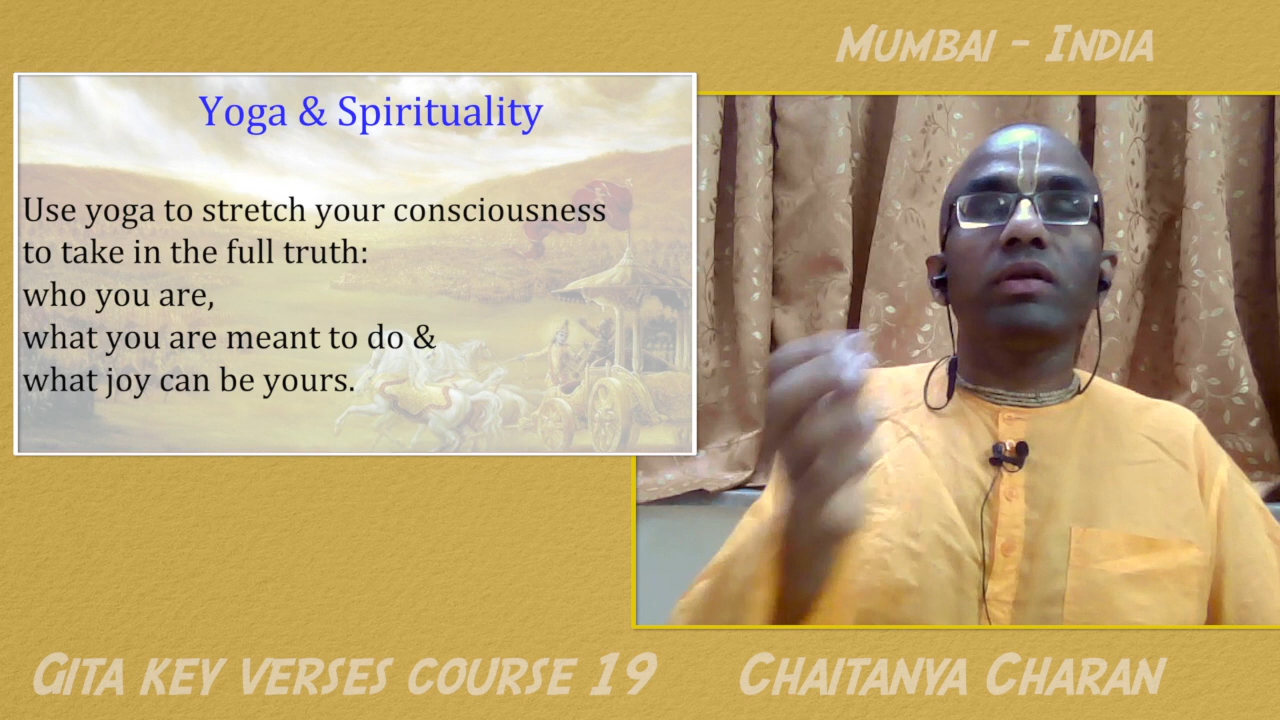 Mumbai - India
Yoga & Spirituality
Use yoga to stretch your consciousness
to take in the full truth:
who you are,
what you are meant to do &
what joy can be yours.
Gita key verses course 19
Chaitanya Charan